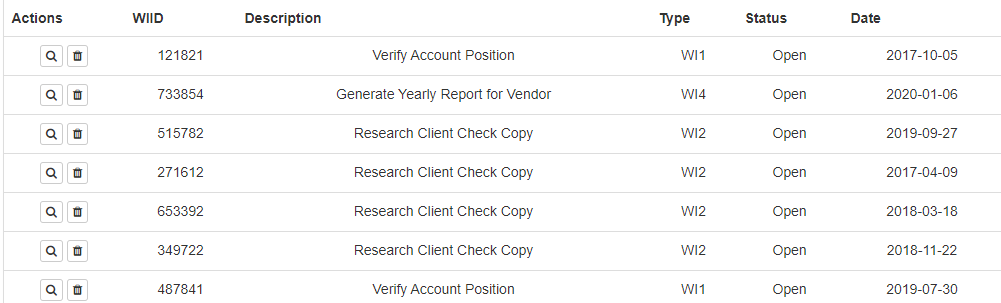 Actions WIID Description Type Status Date
121821 Verify Account Position WI1 Open 2017-10-05
733854 Generate Yearly Report for Vendor WI4 Open 2020-01-06
515782 Research Client Check Copy WI2 Open 2019-09-27
271612 Research Client Check Copy WI2 Open 2017-04-09
653392 Research Client Check Copy WI2 Open 2018-03-18
349722 Research Client Check Copy WI2 Open 2018-11-22
487841 Verify Account Position WI1 Open 2019-07-30